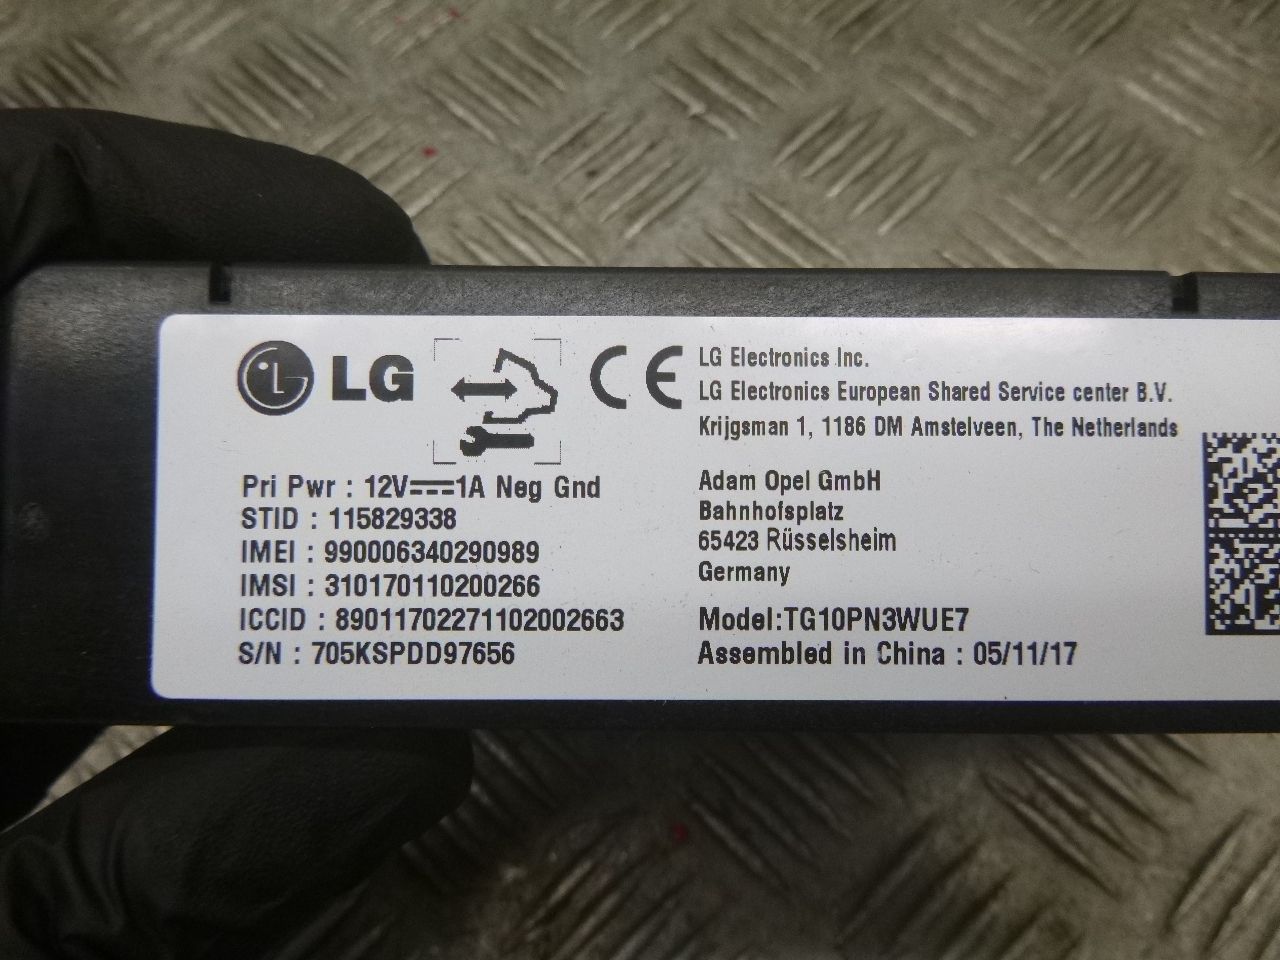 LG
CE
LG Electronics Inc.
LG Electronics European Shared Service center B.V.
Krijgsman 1, 1186 DM Amstelveen, The Netherlands
Pri Pwr : 12V⎓1A Neg Gnd
STID : 115829338
IMEI : 990006340290989
IMSI : 310170110200266
ICCID : 89011702271102002663
S/N : 705KSPDD97656
Adam Opel GmbH
Bahnhofsplatz
65423 Rüsselsheim
Germany
Model:TG10PN3WUE7
Assembled in China : 05/11/17